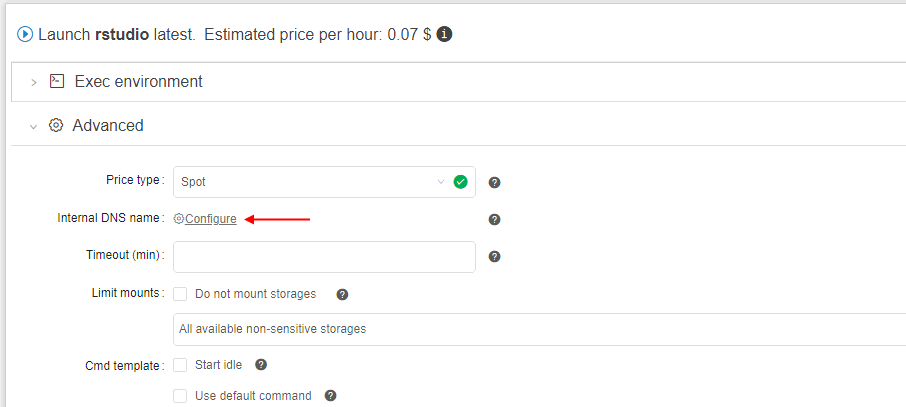 Launch rstudio latest. Estimated price per hour: 0.07 $
Exec environment
Advanced
Price type: Spot
Internal DNS name: Configure
Timeout (min):
Limit mounts: Do not mount storages
All available non-sensitive storages
Cmd template: Start idle
Use default command